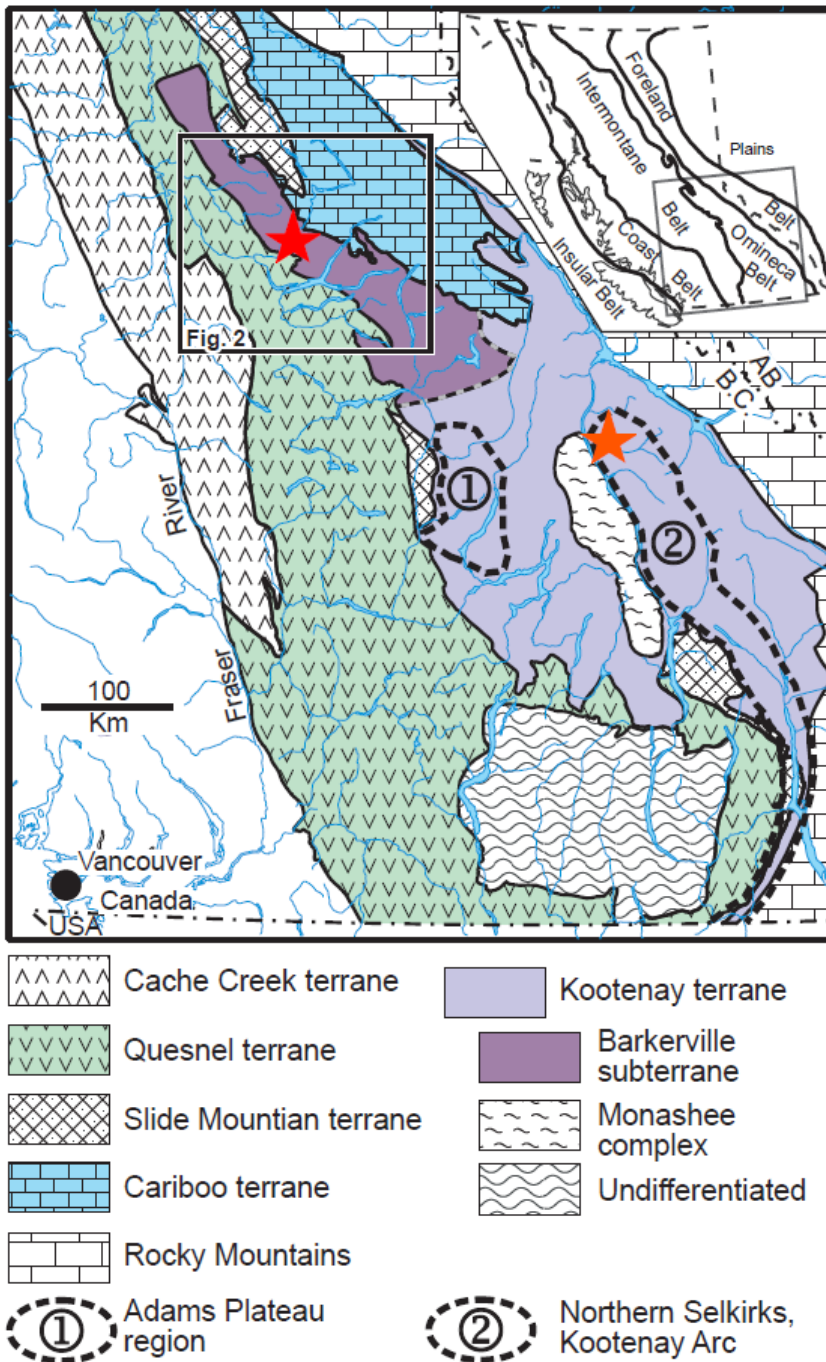 Foreland
Intermontane
Plains
Belt
Belt
Coast
Omineca
Belt
Belt
Insular Belt
Fig. 2
AB
B.C.
①
②
River
Fraser
100
Km
Vancouver
Canada
USA
Cache Creek terrane
Quesnel terrane
Slide Mountian terrane
Cariboo terrane
Rocky Mountains
① Adams Plateau
region
Kootenay terrane
Barkerville
subterrane
Monashee
complex
Undifferentiated
② Northern Selkirks,
Kootenay Arc